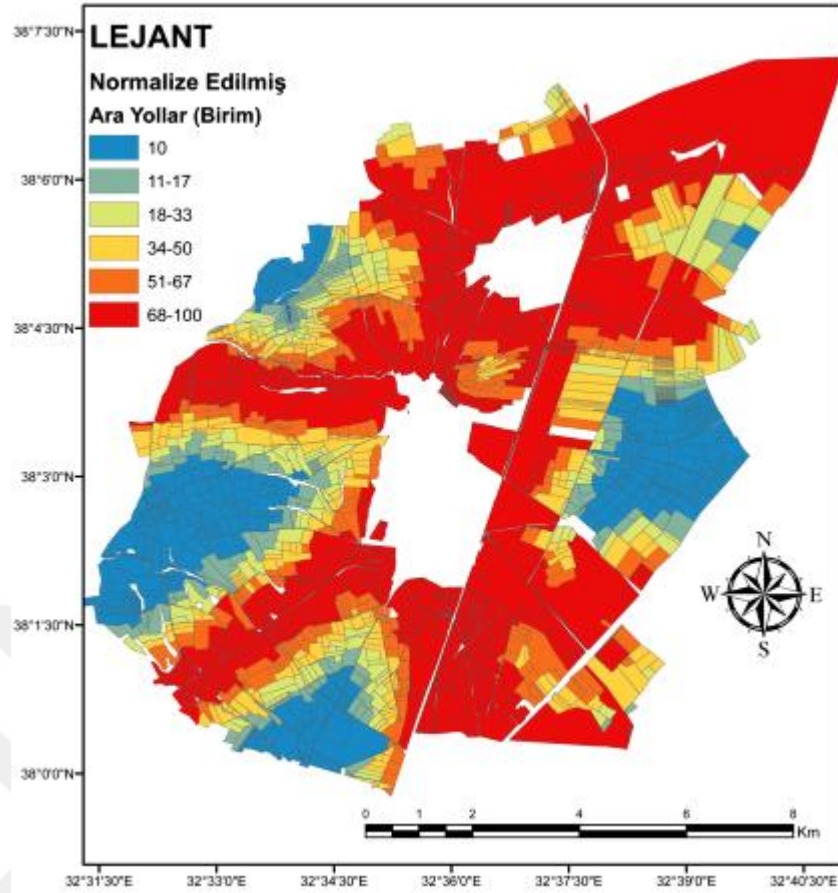 LEJANT
Normalize Edilmiş
Ara Yollar (Birim)
10
11-17
18-33
34-50
51-67
68-100
38°7'30"N
38°6'0"N
38°4'30"N
38°3'0"N
38°1'30"N
38°0'0"N
N
W E
S
0 1 2 4 6 8
Km
32°31'30"E 32°33'0"E 32°34'30"E 32°36'0"E 32°37'30"E 32°39'0"E 32°40'30"E